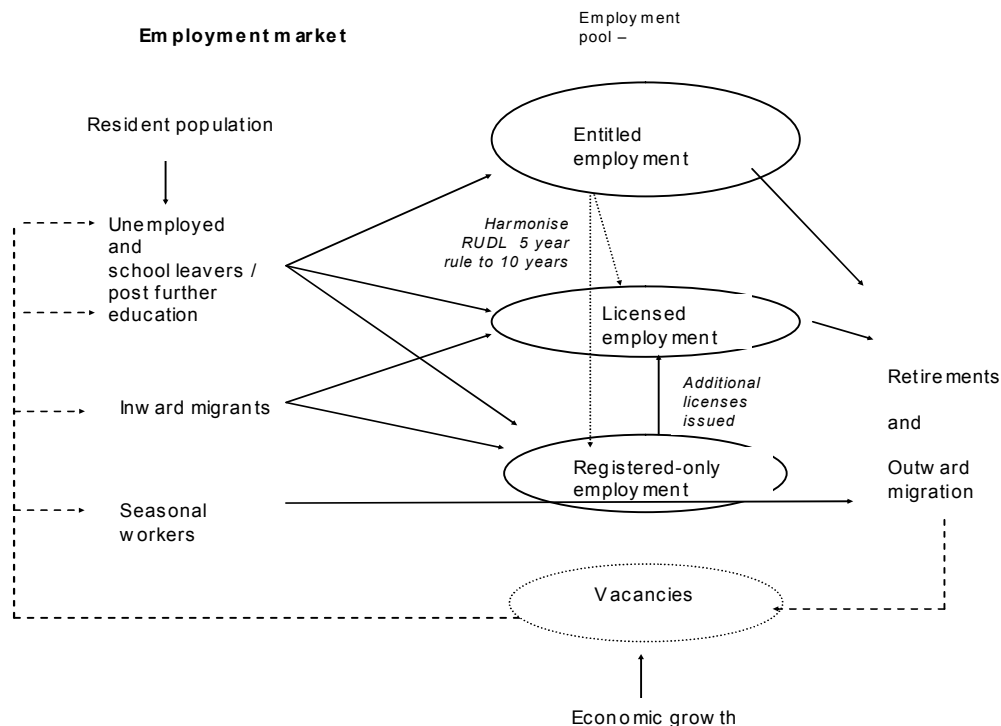 Employment market
Employment
pool –
Resident population
Entitled
employment
Unemployed
and
school leavers /
post further
education
Harmonise
RUDL 5 year
rule to 10 years
Licensed
employment
Inward migrants
Additional
licenses
issued
Retirements
and
Outward
migration
Registered-only
employment
Seasonal
workers
Vacancies
Economic growth